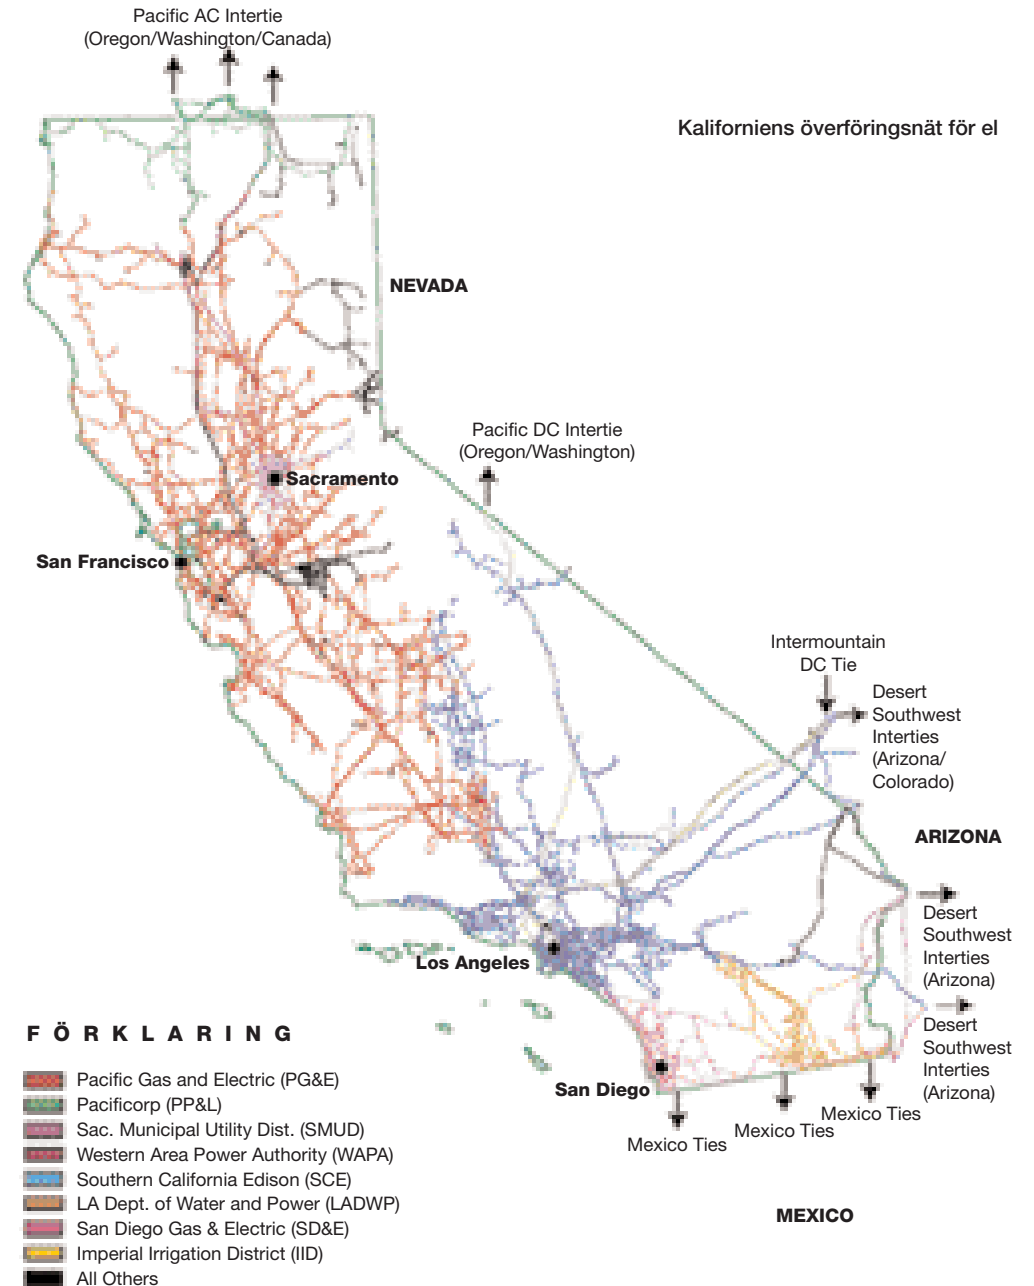 Pacific AC Intertie
(Oregon/Washington/Canada)
Kaliforniens överföringsnät för el
NEVADA
Pacific DC Intertie
(Oregon/Washington)
Sacramento
San Francisco
Intermountain
DC Tie
Desert
Southwest
Interties
(Arizona/
Colorado)
ARIZONA
Desert
Southwest
Interties
(Arizona)
Los Angeles
Desert
Southwest
Interties
(Arizona)
San Diego
Mexico Ties
Mexico Ties
Mexico Ties
MEXICO
FÖRKLARING
Pacific Gas and Electric (PG&E)
Pacificorp (PP&L)
Sac. Municipal Utility Dist. (SMUD)
Western Area Power Authority (WAPA)
Southern California Edison (SCE)
LA Dept. of Water and Power (LADWP)
San Diego Gas & Electric (SD&E)
Imperial Irrigation District (IID)
All Others